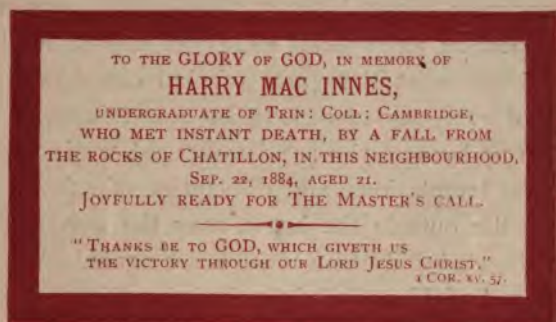 TO THE GLORY OF GOD, IN MEMORY OF
HARRY MAC INNES,
UNDERGRADUATE OF TRIN: COLL: CAMBRIDGE,
WHO MET INSTANT DEATH, BY A FALL FROM
THE ROCKS OF CHATILLON, IN THIS NEIGHBOURHOOD,
SEP. 22, 1884, AGED 21.
JOYFULLY READY FOR THE MASTER'S CALL.
"THANKS BE TO GOD, WHICH GIVETH US
THE VICTORY THROUGH OUR LORD JESUS CHRIST."
1 COR. XV. 57.